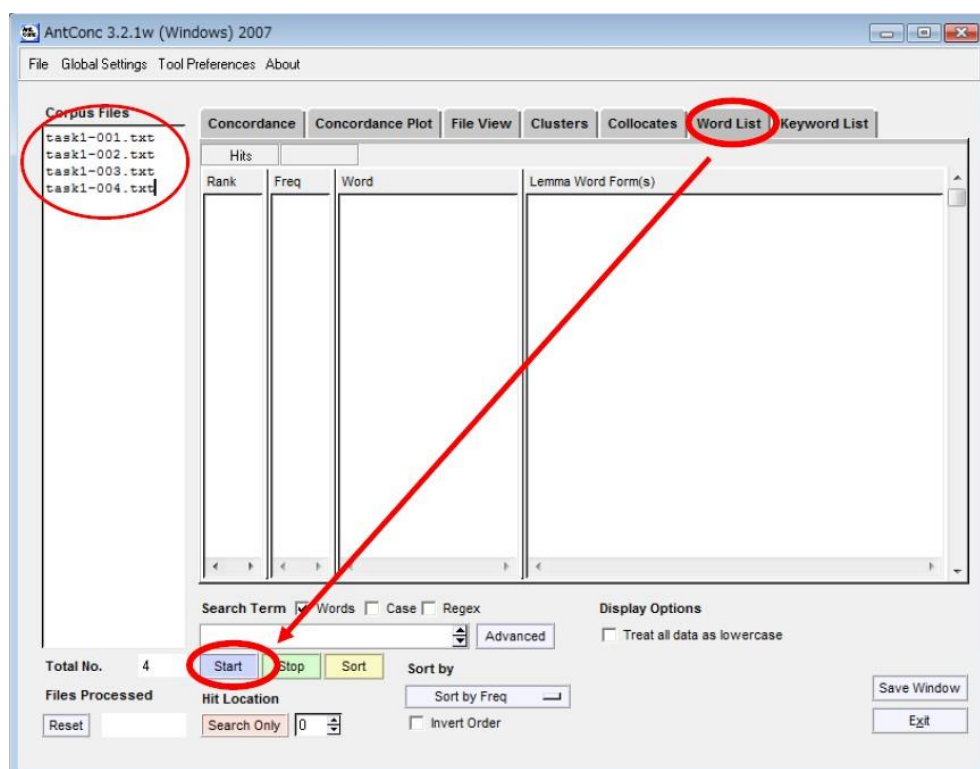 AntConc 3.2.1w (Windows) 2007
File Global Settings Tool Preferences About
Corpus Files
task1-001.txt
task1-002.txt
task1-003.txt
task1-004.txt
Concordance Concordance Plot File View Clusters Collocates Word List Keyword List
Hits
Rank Freq Word Lemma Word Form(s)
Search Term Words Case Regex
Advanced
Display Options
Treat all data as lowercase
Total No. 4
Start Stop Sort
Sort by
Files Processed
Hit Location
Sort by Freq
Reset
Search Only 0
Invert Order
Save Window
Exit